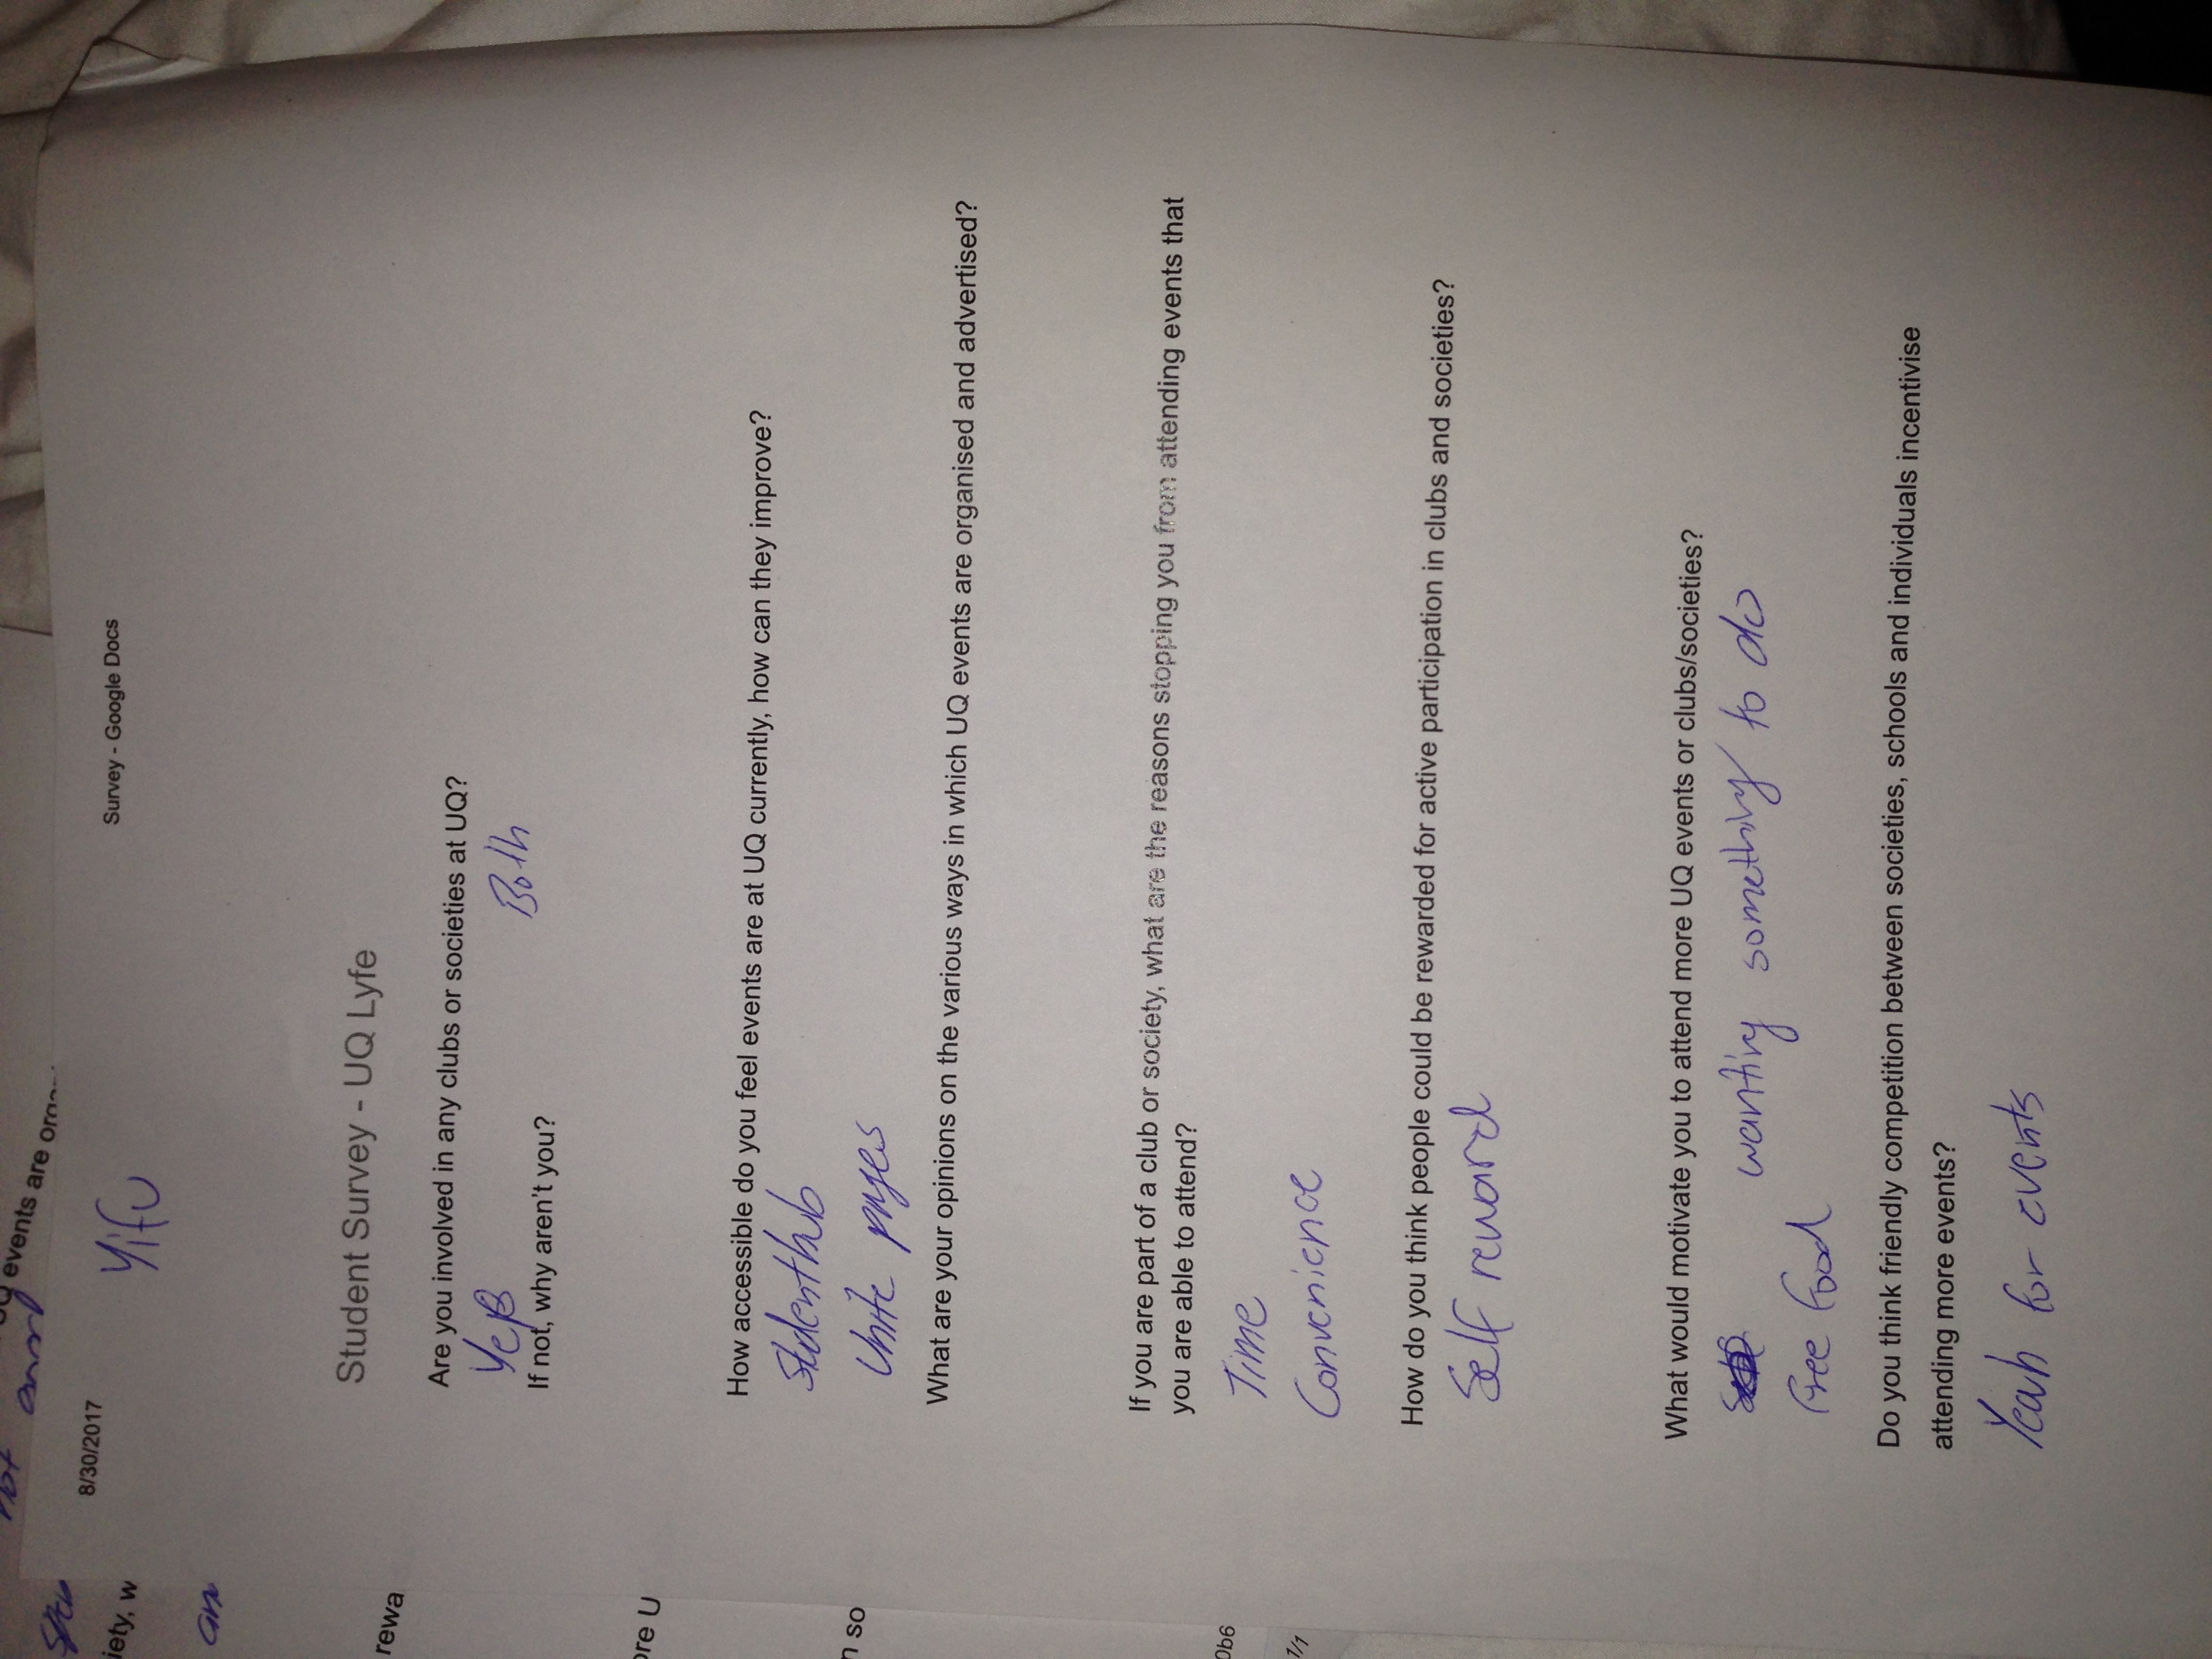 8/30/2017
Survey - Google Docs
Yifu
Student Survey - UQ Lyfe
Are you involved in any clubs or societies at UQ?
Yep Both
If not, why aren't you?
How accessible do you feel events are at UQ currently, how can they improve?
Studenthub
Unite pages
What are your opinions on the various ways in which UQ events are organised and advertised?
If you are part of a club or society, what are the reasons stopping you from attending events that
you are able to attend?
Time
Convenience
How do you think people could be rewarded for active participation in clubs and societies?
Self reward
What would motivate you to attend more UQ events or clubs/societies?
wanting something to do
Free food
Do you think friendly competition between societies, schools and individuals incentivise
attending more events?
Yeah for events
events are
not
iety, w
rewa
ore U
n so
0b6
1/1